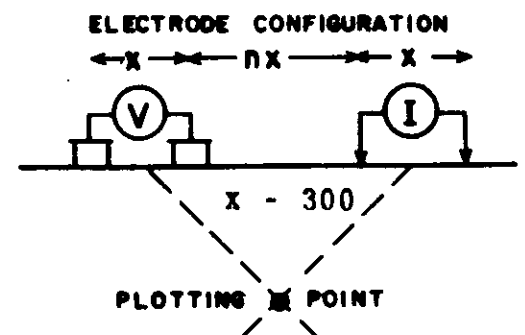 ELECTRODE CONFIGURATION
x nx x
V I
x - 300
PLOTTING POINT